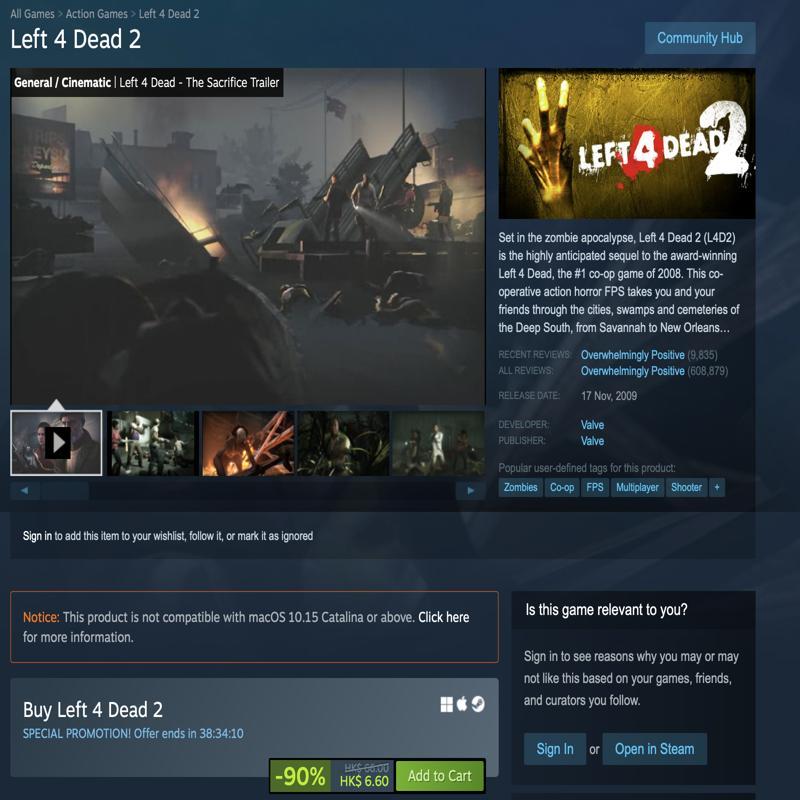 All Games > Action Games > Left 4 Dead 2
Left 4 Dead 2
Community Hub
General / Cinematic | Left 4 Dead - The Sacrifice Trailer
LEFT 4 DEAD 2
Set in the zombie apocalypse, Left 4 Dead 2 (L4D2)
is the highly anticipated sequel to the award-winning
Left 4 Dead, the #1 co-op game of 2008. This co-
operative action horror FPS takes you and your
friends through the cities, swamps and cemeteries of
the Deep South, from Savannah to New Orleans...
RECENT REVIEWS: Overwhelmingly Positive (9,835)
ALL REVIEWS: Overwhelmingly Positive (608,879)
RELEASE DATE: 17 Nov, 2009
DEVELOPER: Valve
PUBLISHER: Valve
Popular user-defined tags for this product:
Zombies Co-op FPS Multiplayer Shooter +
Sign in to add this item to your wishlist, follow it, or mark it as ignored
Notice: This product is not compatible with macOS 10.15 Catalina or above. Click here
for more information.
Is this game relevant to you?
Sign in to see reasons why you may or may
not like this based on your games, friends,
and curators you follow.
Sign In or Open in Steam
Buy Left 4 Dead 2
SPECIAL PROMOTION! Offer ends in 38:34:10
-90% HK$ 66.00
HK$ 6.60
Add to Cart